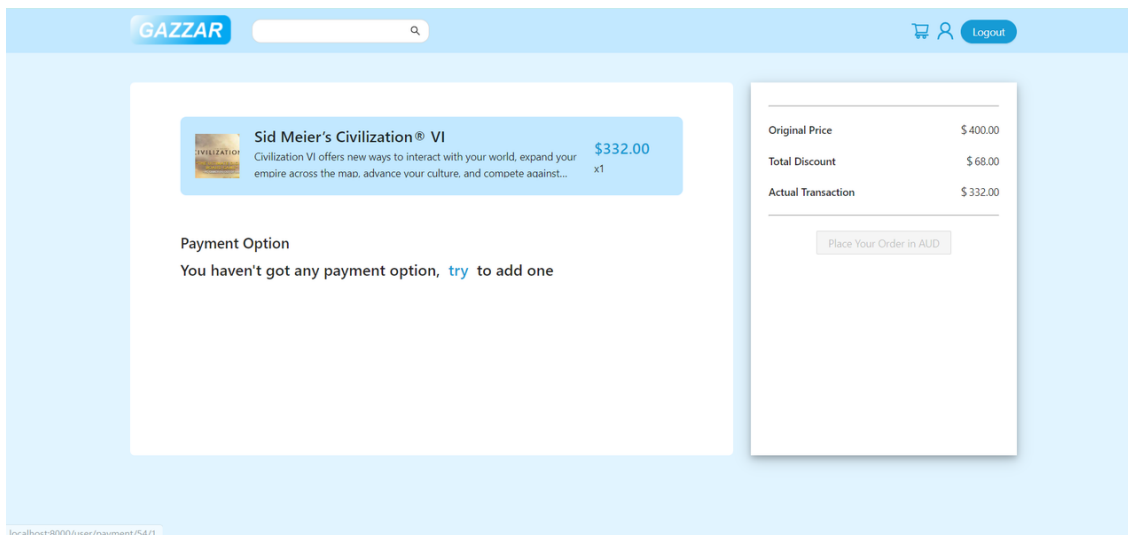 GAZZAR
Logout
Sid Meier's Civilization® VI
Civilization VI offers new ways to interact with your world, expand your
empire across the map, advance your culture, and compete against...
$332.00
x1
CIVILIZATION
Payment Option
You haven't got any payment option, try to add one
Original Price $ 400.00
Total Discount $ 68.00
Actual Transaction $ 332.00
Place Your Order in AUD
localhost:8000/user/payment/54/1